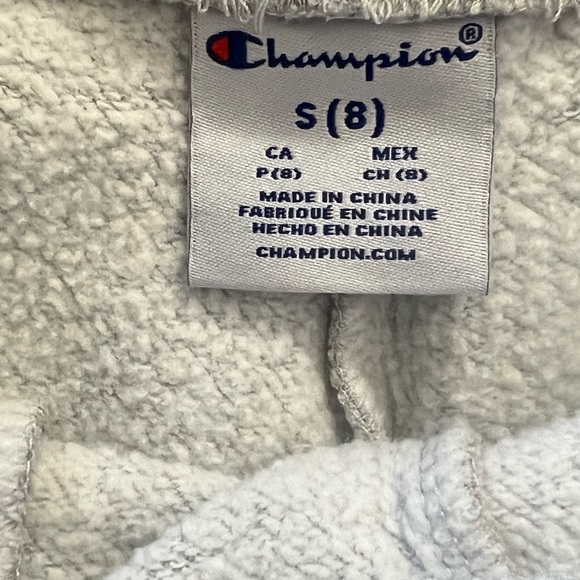 Champion®
S (8)
CA MEX
P (8) CH (8)
MADE IN CHINA
FABRIQUÉ EN CHINE
HECHO EN CHINA
CHAMPION.COM